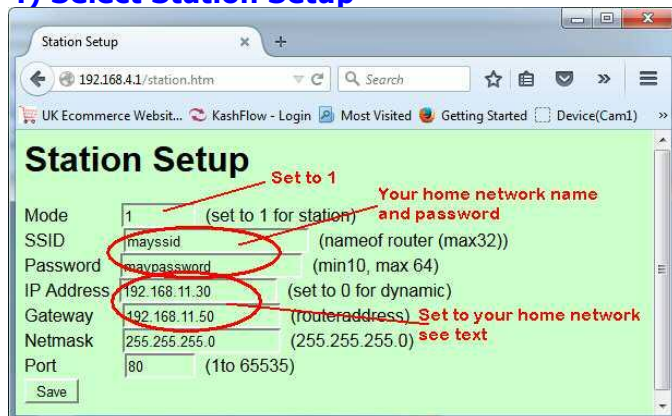 1) Select Station Setup
Station Setup
192.168.4.1/station.htm
Search
UK Ecommerce Websit...
KashFlow - Login
Most Visited
Getting Started
Device(Cam1)
Station Setup
Set to 1
Your home network name
and password
Mode 1 (set to 1 for station)
SSID mayssid (nameof router (max32))
Password maypassword (min10, max 64)
IP Address 192.168.11.30 (set to 0 for dynamic)
Gateway 192.168.11.50 (routeraddress)
Set to your home network
see text
Netmask 255.255.255.0 (255.255.255.0)
Port 80 (1to 65535)
Save